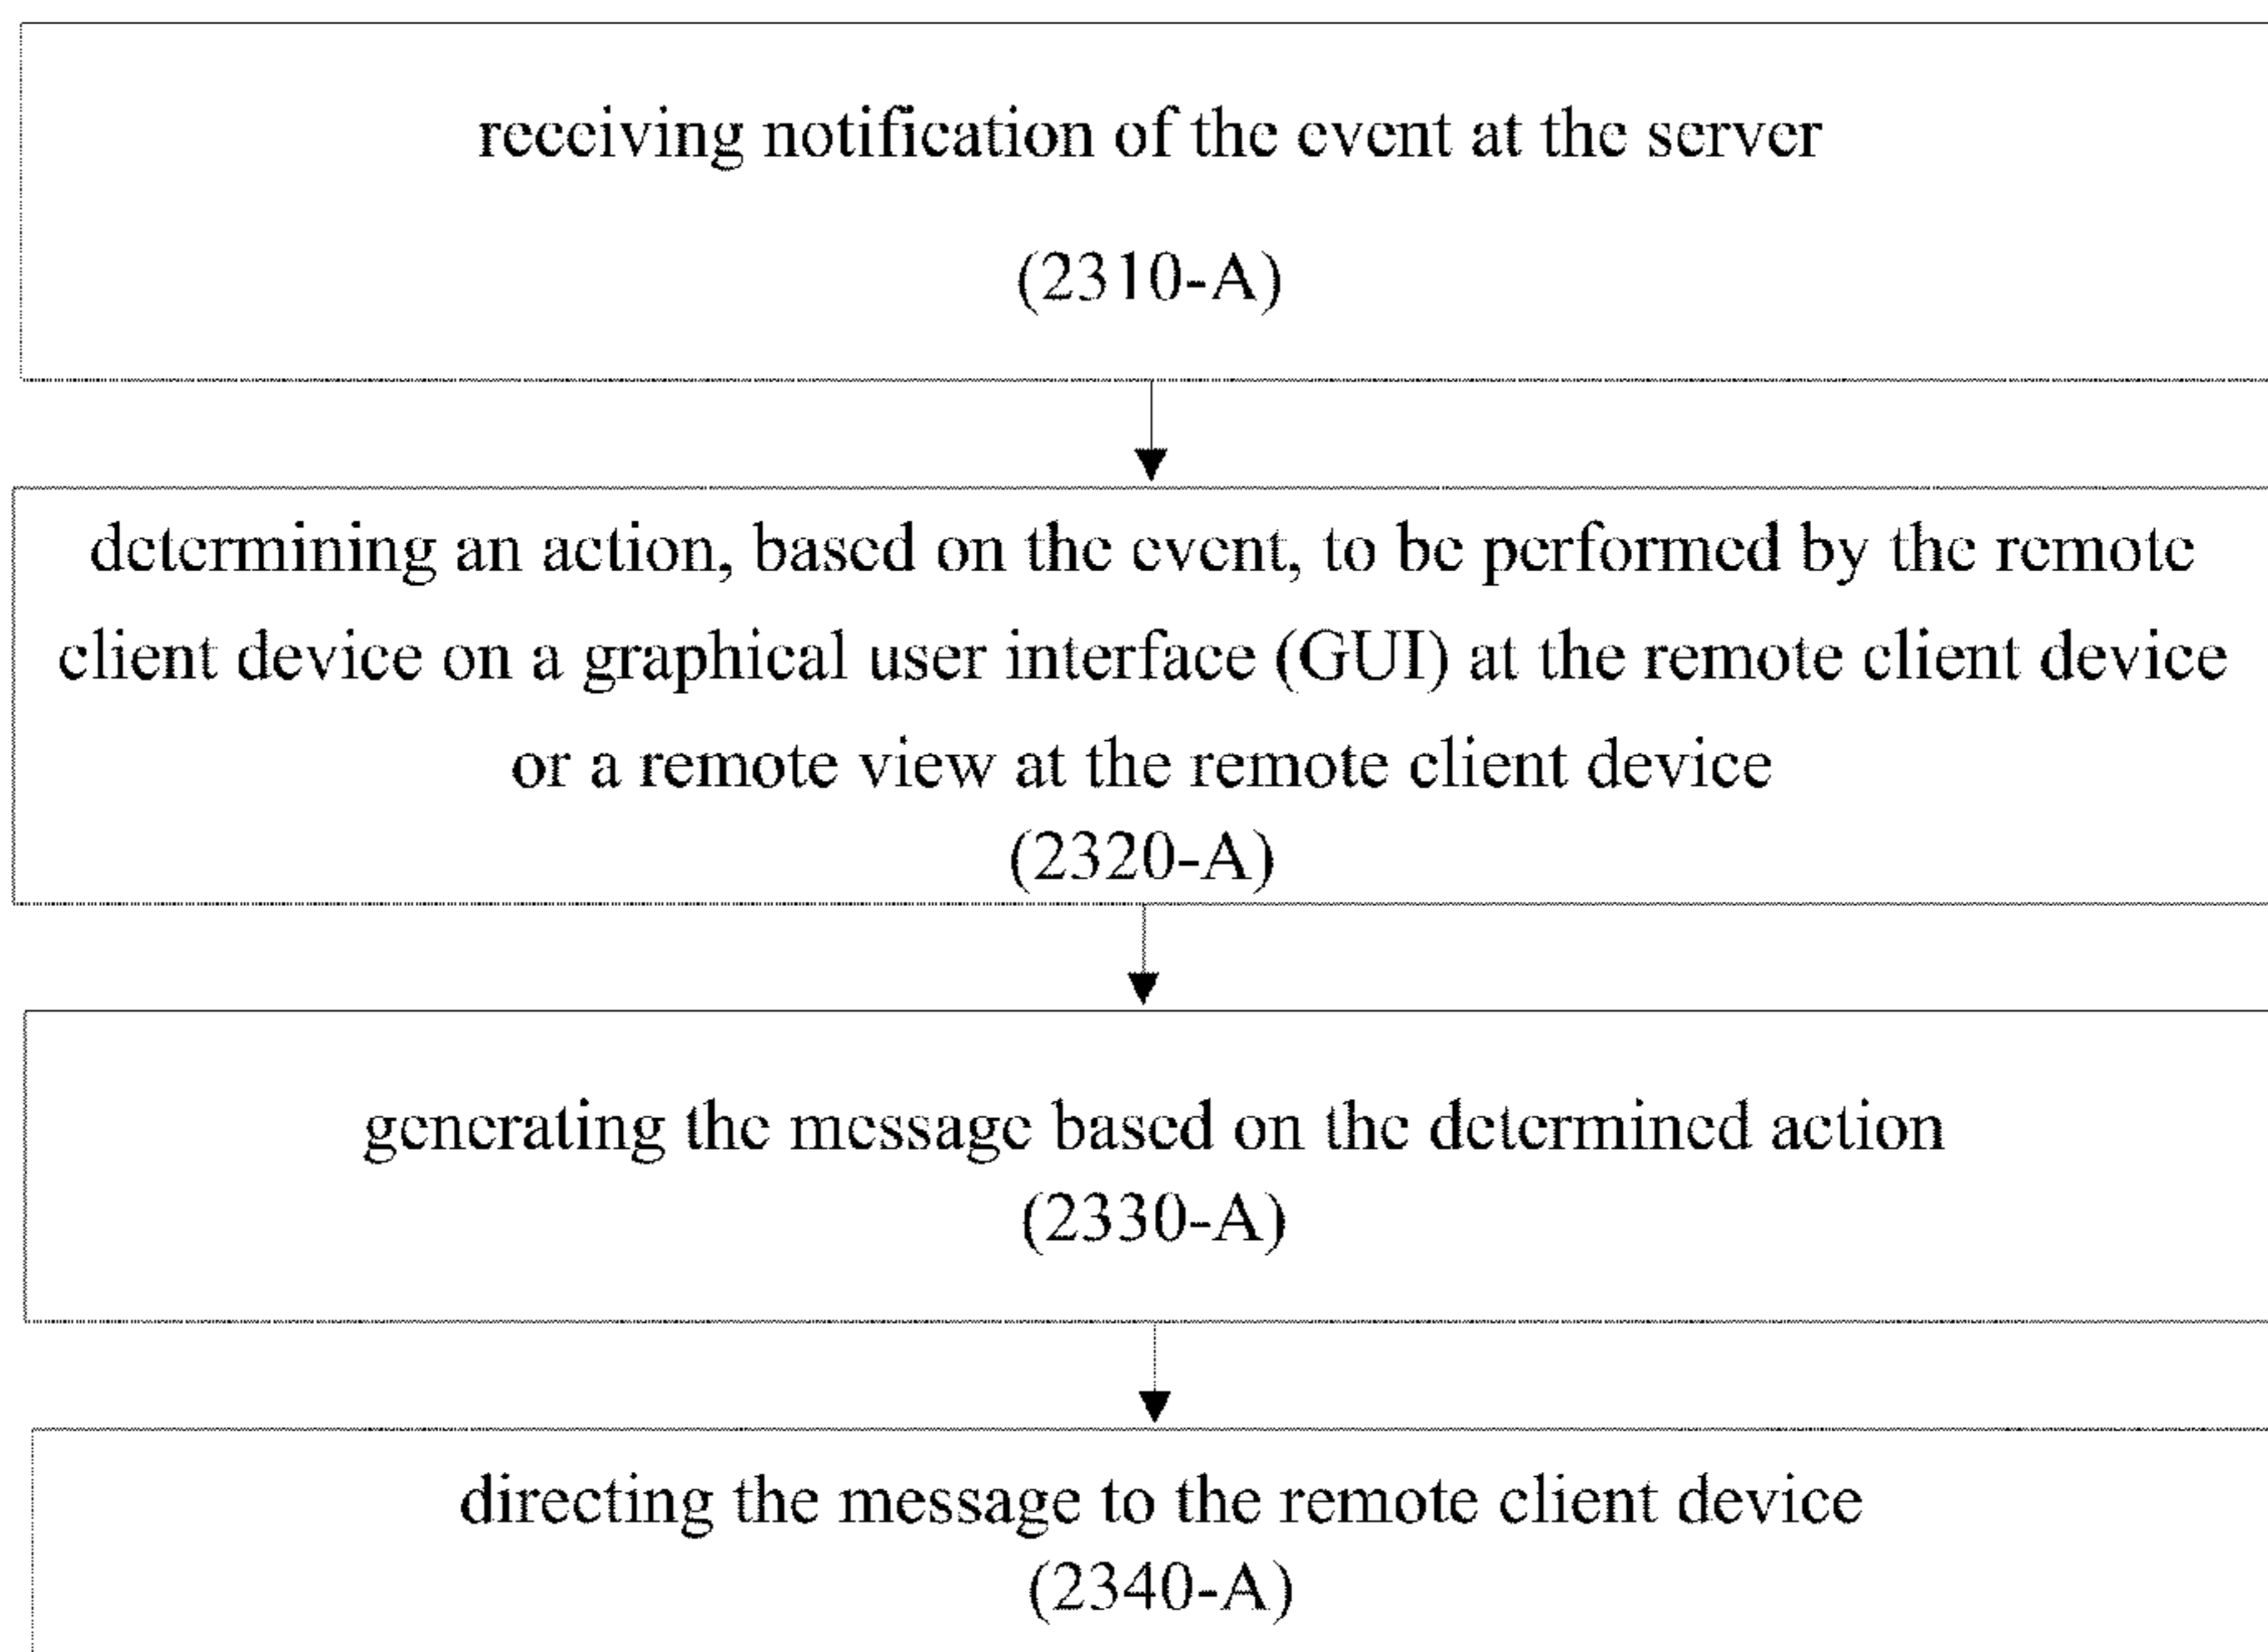 receiving notification of the event at the server
(2310-A)
determining an action, based on the event, to be performed by the remote
client device on a graphical user interface (GUI) at the remote client device
or a remote view at the remote client device
(2320-A)
generating the message based on the determined action
(2330-A)
directing the message to the remote client device
(2340-A)